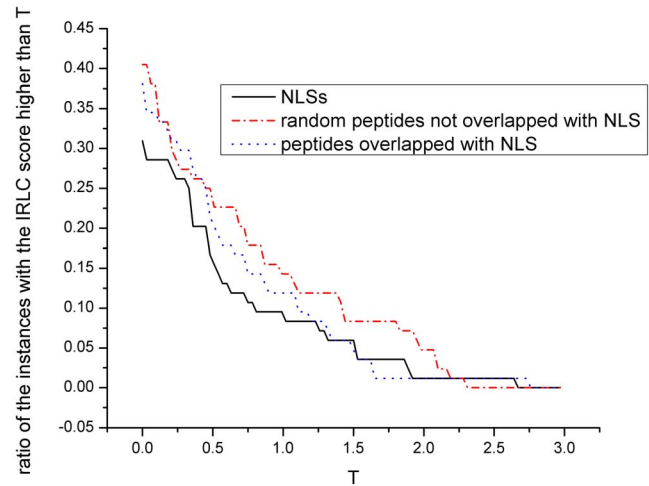 ratio of the instances with the IRLC score higher than T
0.45
0.40
0.35
0.30
0.25
0.20
0.15
0.10
0.05
0.00
-0.05
NLSs
random peptides not overlapped with NLS
peptides overlapped with NLS
0.0 0.5 1.0 1.5 2.0 2.5 3.0
T